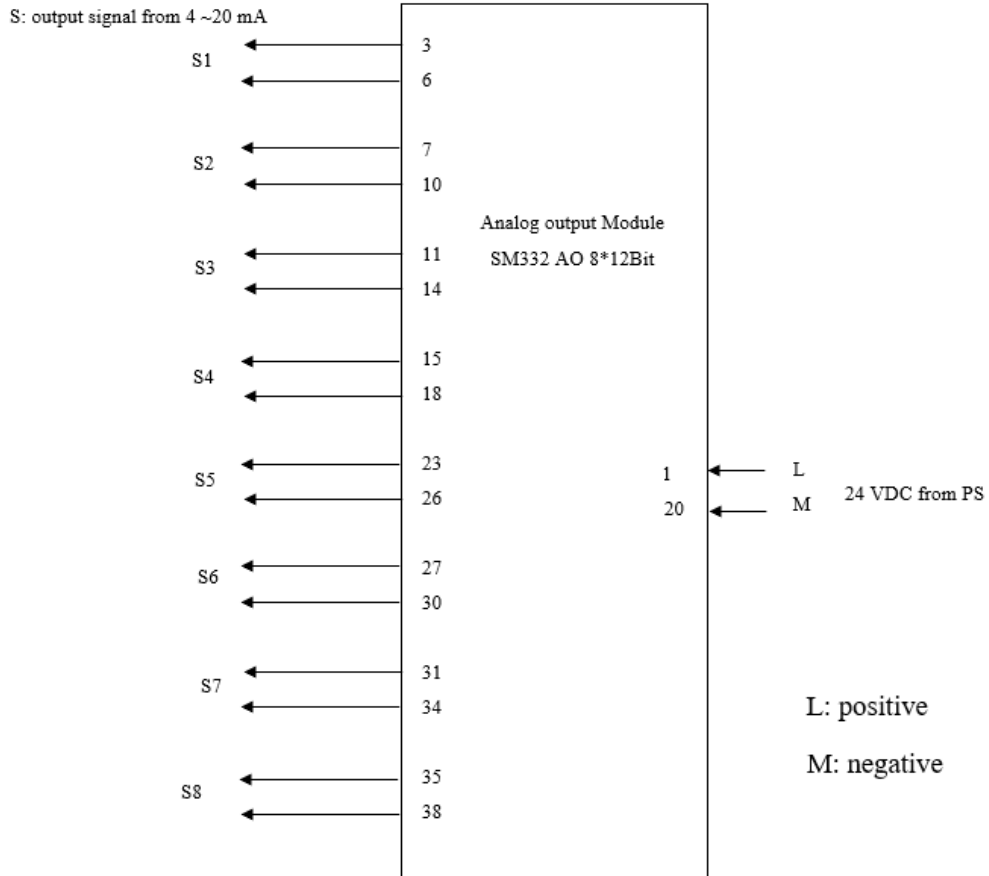 S: output signal from 4 ~20 mA
S1
3
6
S2
7
10
Analog output Module
SM332 AO 8*12Bit
S3
11
14
S4
15
18
S5
23
26
1
L
20
M
24 VDC from PS
S6
27
30
S7
31
34
L: positive
M: negative
S8
35
38